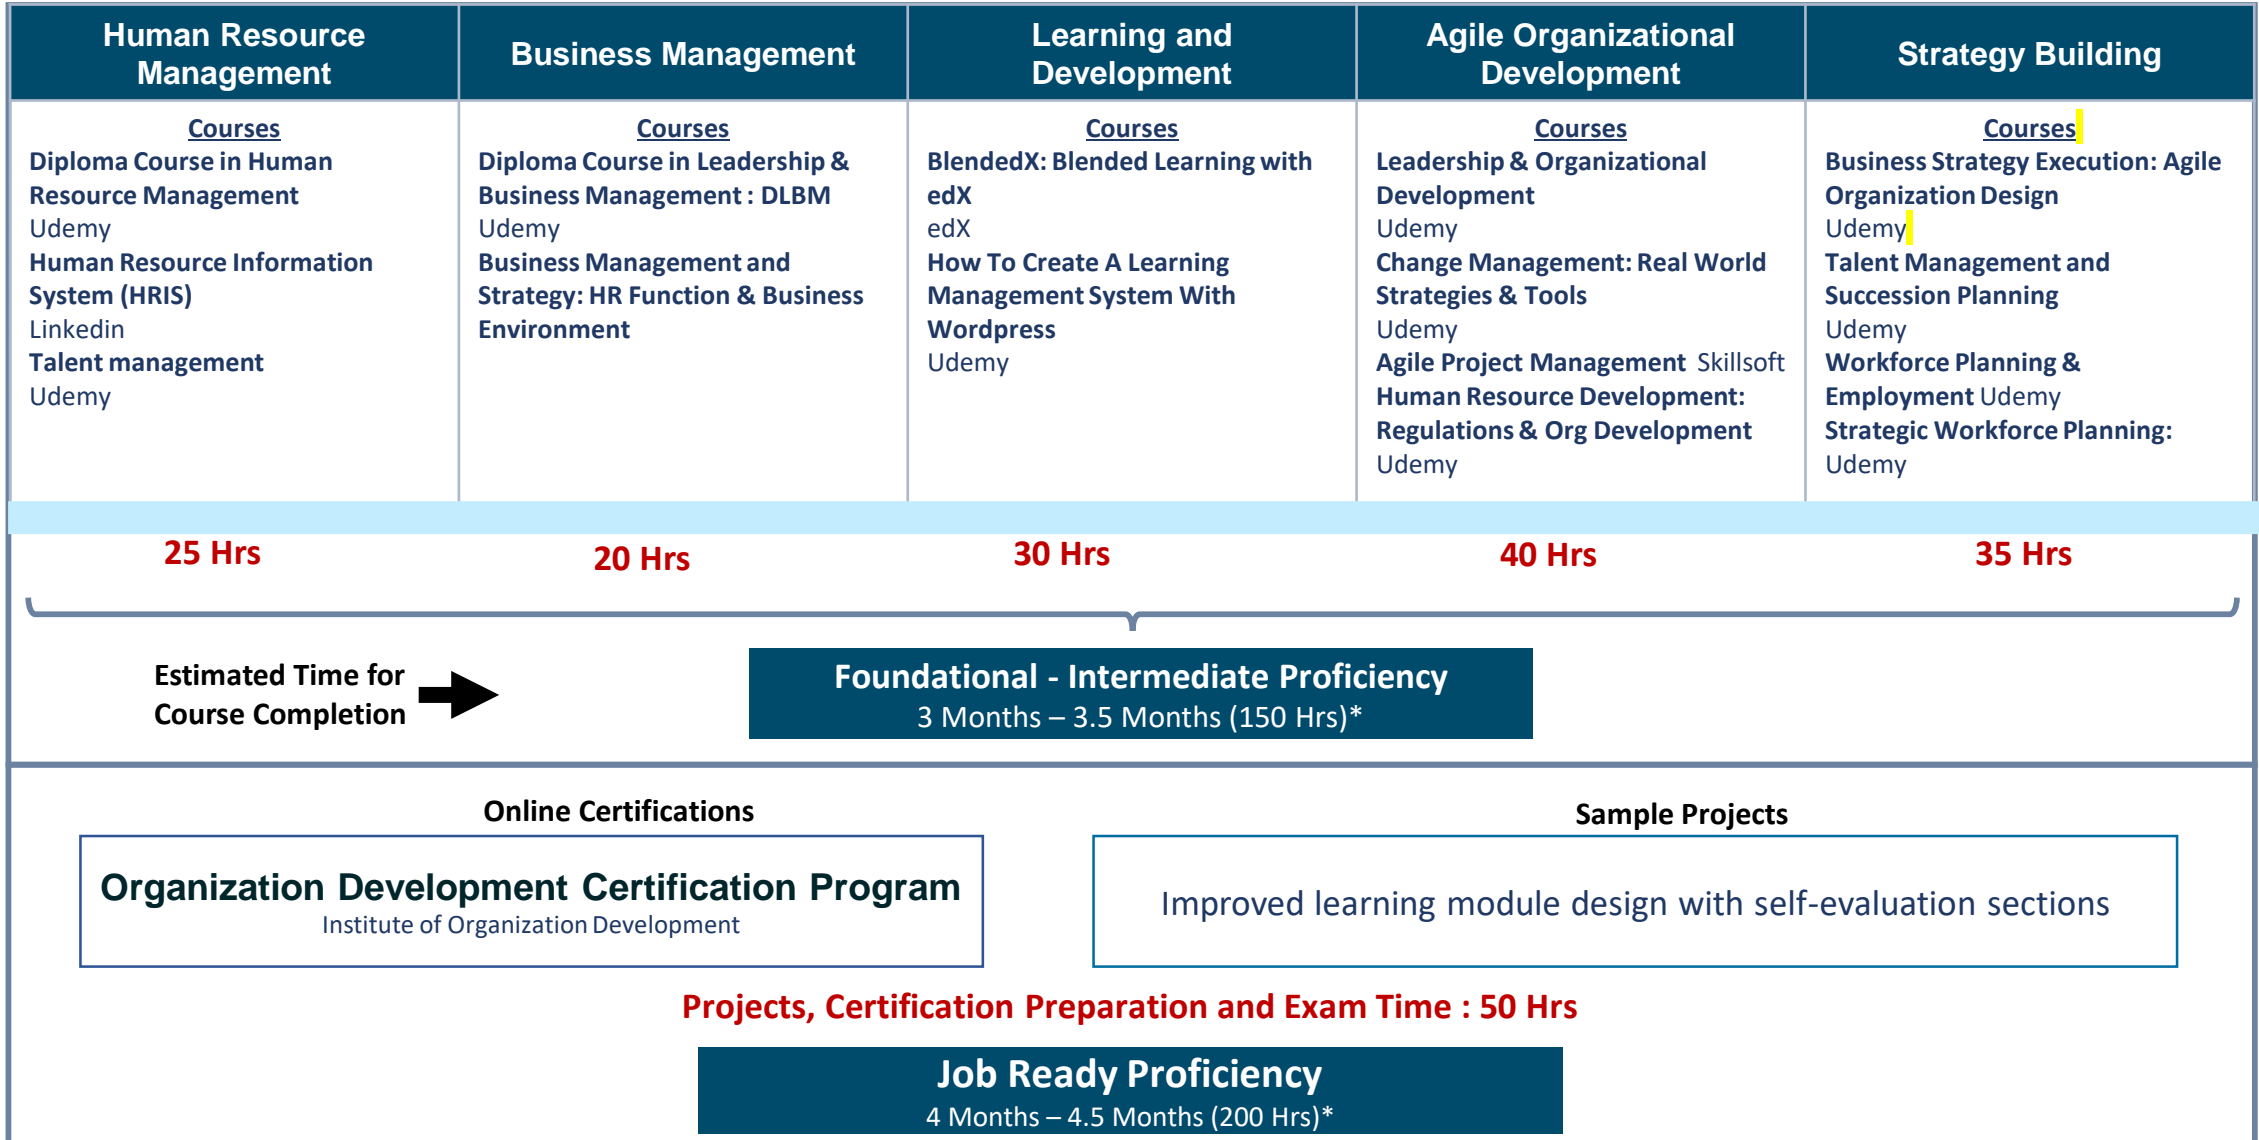 Human Resource
Management
Business Management
Learning and
Development
Agile Organizational
Development
Strategy Building
Courses
Diploma Course in Human
Resource Management
Udemy
Human Resource Information
System (HRIS)
Linkedin
Talent management
Udemy
Courses
Diploma Course in Leadership &
Business Management : DLBM
Udemy
Business Management and
Strategy: HR Function & Business
Environment
Courses
BlendedX: Blended Learning with
edX
edX
How To Create A Learning
Management System With
Wordpress
Udemy
Courses
Leadership & Organizational
Development
Udemy
Change Management: Real World
Strategies & Tools
Udemy
Agile Project Management Skillsoft
Human Resource Development:
Regulations & Org Development
Udemy
Courses
Business Strategy Execution: Agile
Organization Design
Udemy
Talent Management and
Succession Planning
Udemy
Workforce Planning &
Employment Udemy
Strategic Workforce Planning:
Udemy
25 Hrs
20 Hrs
30 Hrs
40 Hrs
35 Hrs
Estimated Time for
Course Completion
Foundational - Intermediate Proficiency
3 Months – 3.5 Months (150 Hrs)*
Online Certifications
Organization Development Certification Program
Institute of Organization Development
Sample Projects
Improved learning module design with self-evaluation sections
Projects, Certification Preparation and Exam Time : 50 Hrs
Job Ready Proficiency
4 Months – 4.5 Months (200 Hrs)*